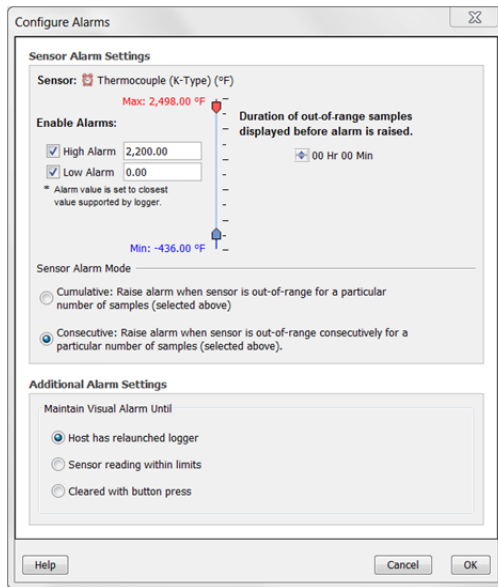 Configure Alarms
Sensor Alarm Settings
Sensor: Thermocouple (K-Type) (°F)
Max: 2,498.00 °F
Duration of out-of-range samples
displayed before alarm is raised.
Enable Alarms:
High Alarm 2,200.00
00 Hr 00 Min
Low Alarm 0.00
* Alarm value is set to closest
value supported by logger.
Min: -436.00 °F
Sensor Alarm Mode
Cumulative: Raise alarm when sensor is out-of-range for a particular
number of samples (selected above)
Consecutive: Raise alarm when sensor is out-of-range consecutively for a
particular number of samples (selected above).
Additional Alarm Settings
Maintain Visual Alarm Until
Host has relaunched logger
Sensor reading within limits
Cleared with button press
Help Cancel OK